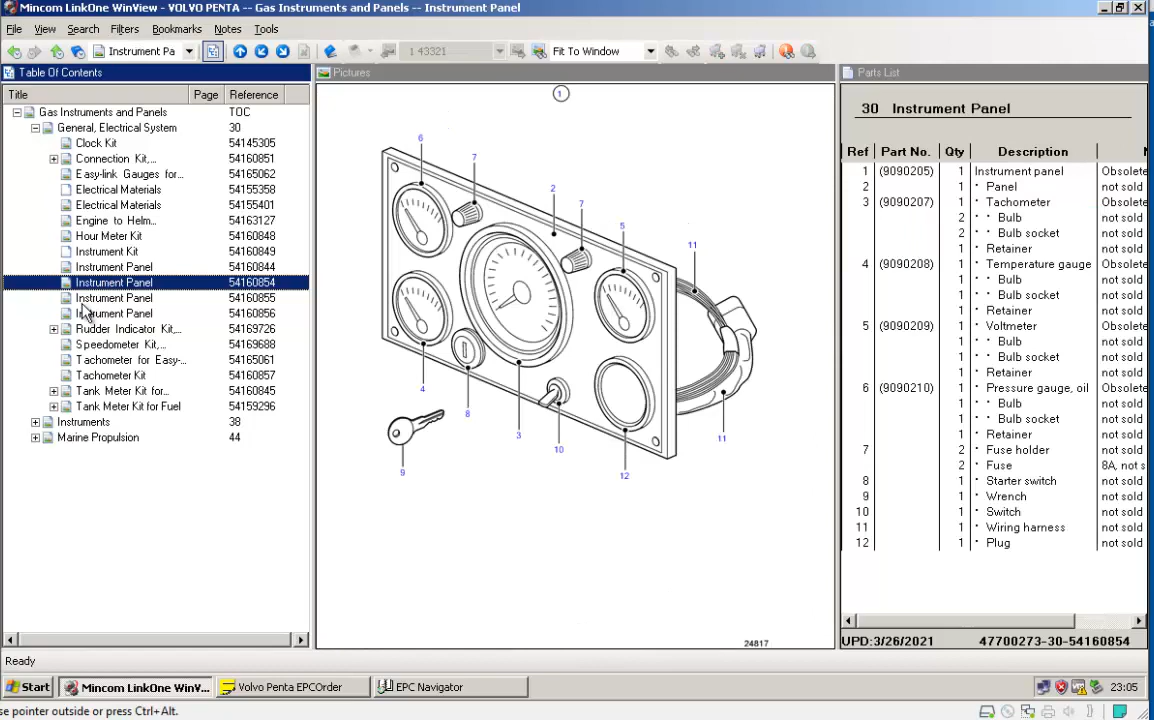 Mincom LinkOne WinView - VOLVO PENTA -- Gas Instruments and Panels -- Instrument Panel
File View Search Filters Bookmarks Notes Tools
Instrument Pa 1 43321 Fit To Window
Table Of Contents
Title Page Reference
Gas Instruments and Panels TOC
General, Electrical System 30
Clock Kit 54145305
Connection Kit,... 54160851
Easy-link Gauges for... 54165062
Electrical Materials 54155358
Electrical Materials 54155401
Engine to Helm... 54163127
Hour Meter Kit 54160848
Instrument Kit 54160849
Instrument Panel 54160844
Instrument Panel 54160854
Instrument Panel 54160855
Instrument Panel 54160856
Rudder Indicator Kit,... 54169726
Speedometer Kit,... 54169688
Tachometer for Easy-... 54165061
Tachometer Kit 54160857
Tank Meter Kit for... 54160845
Tank Meter Kit for Fuel 54159296
Instruments 38
Marine Propulsion 44
Pictures
1
6
7
2
7
5
11
4
8
3
10
12
11
9
24817
Parts List
30 Instrument Panel
Ref Part No. Qty Description N
1 (9090205) 1 Instrument panel Obsolete
2 1 • Panel not sold
3 (9090207) 1 • Tachometer Obsolete
2 • • Bulb not sold
2 • • Bulb socket not sold
1 • Retainer not sold
4 (9090208) 1 • Temperature gauge Obsolete
1 • • Bulb not sold
1 • • Bulb socket not sold
1 • Retainer not sold
5 (9090209) 1 • Voltmeter Obsolete
1 • • Bulb not sold
1 • • Bulb socket not sold
1 • Retainer not sold
6 (9090210) 1 • Pressure gauge, oil Obsolete
1 • • Bulb not sold
1 • • Bulb socket not sold
1 • Retainer not sold
7 2 • Fuse holder not sold
2 • Fuse 8A, not s
8 1 • Starter switch not sold
9 1 • Wrench not sold
10 1 • Switch not sold
11 1 • Wiring harness not sold
12 1 • Plug not sold
UPD:3/26/2021 47700273-30-54160854
Ready
Start Mincom LinkOne WinV... Volvo Penta EPCOrder EPC Navigator 23:05
se pointer outside or press Ctrl+Alt.